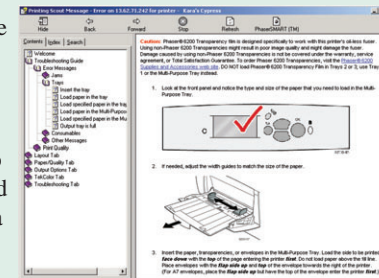 Printing Scout Message - Error on 13.62.71.242 for printer - Kara's Express
Hide
Back
Forward
Stop
Refresh
PhaserSMART (TM)
Contents
Index
Search
Welcome
Troubleshooting Guide
Error Messages
Jams
Trays
Insert the tray
Load paper in the tray
Load specified paper in the tray
Load paper in the Multi-Purpose
Load specified paper in the Mu
Output tray is full
Consumables
Other Messages
Print Quality
Layout Tab
Paper/Quality Tab
Output Options Tab
TekColor Tab
Troubleshooting Tab
Caution: Phaser® 6200 Transparency film is designed specifically to work with this printer's oil-less fuser.
Using non-Phaser 6200 Transparencies might result in poor image quality and might damage the fuser.
Damage caused by using non-Phaser 6200 Transparencies is not be covered under the warranty, service
agreement, or Total Satisfaction Guarantee. To order Phaser 6200 Transparencies, visit the Phaser® 6200
Supplies and Accessories web site. DO NOT load Phaser® 6200 Transparency Film in Trays 2 or 3; use Tray
1 or the Multi-Purpose Tray instead.
1. Look at the front panel and notice the type and size of the paper that you need to load in the Multi-
Purpose Tray.
2. If needed, adjust the width guides to match the size of the paper.
3. Insert the paper, transparencies, or envelopes in the Multi-Purpose Tray. Load the side to be printed
face down with the top of the page entering the printer first. Do not load paper above the fill line.
Place envelopes with the flap side up and top of the envelope towards the right of the printer.
(For A7 envelopes, place the flap side up but have the top of the envelope enter the printer first.)